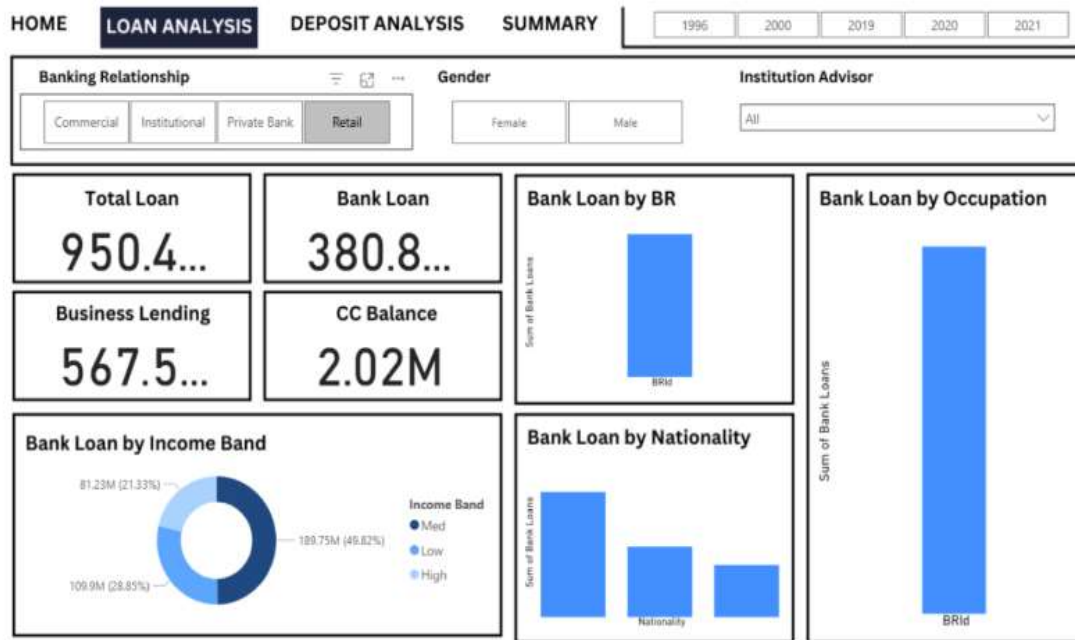 HOME LOAN ANALYSIS DEPOSIT ANALYSIS SUMMARY 1996 2000 2019 2020 2021
Banking Relationship Gender Institution Advisor
Commercial Institutional Private Bank Retail Female Male All
Total Loan
950.4...
Bank Loan
380.8...
Business Lending
567.5...
CC Balance
2.02M
Bank Loan by BR
Sum of Bank Loans
BRId
Bank Loan by Occupation
Sum of Bank Loans
BRId
Bank Loan by Income Band
81.23M (21.33%)
189.75M (49.82%)
109.9M (28.85%)
Income Band
Med
Low
High
Bank Loan by Nationality
Sum of Bank Loans
Nationality